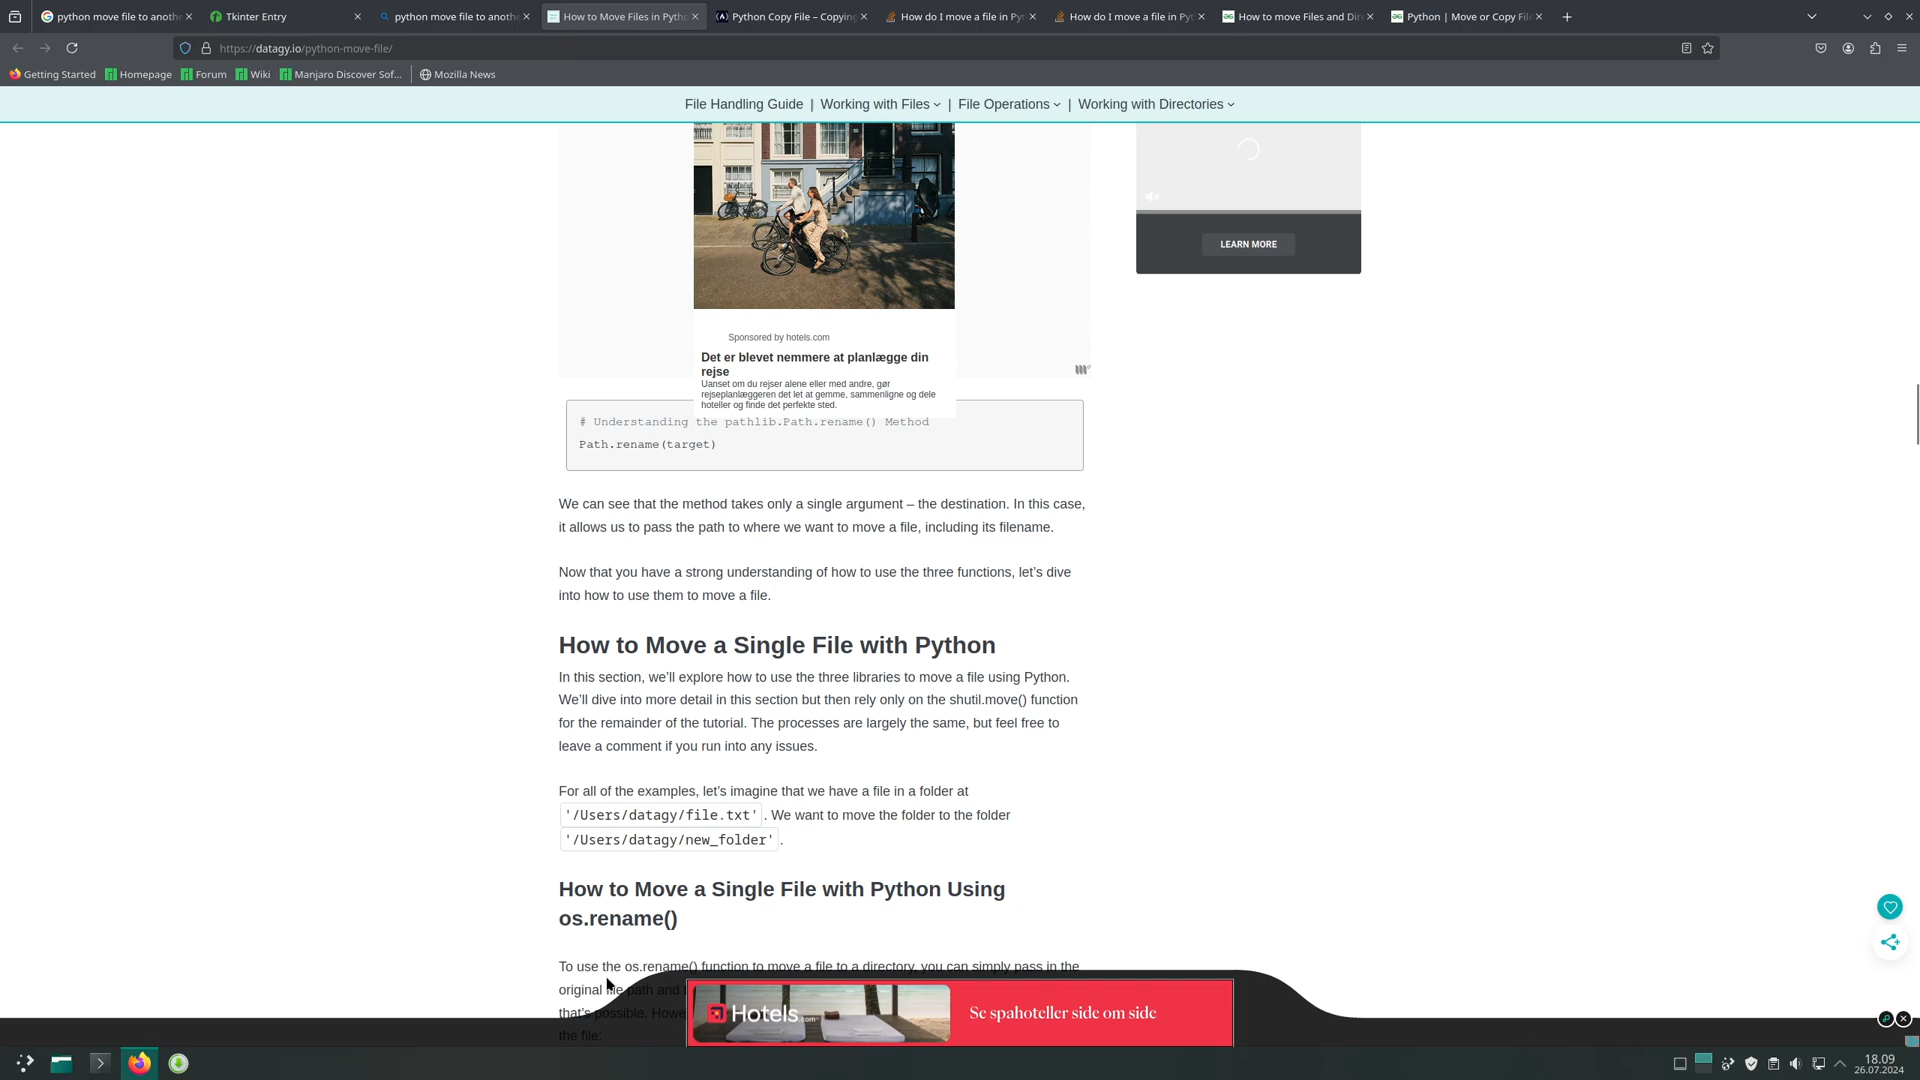 python move file to anothe
Tkinter Entry
python move file to anothe
How to Move Files in Pytho
Python Copy File – Copying
How do I move a file in Pyt
How do I move a file in Pyt
How to move Files and Dire
Python | Move or Copy File
https://datagy.io/python-move-file/
Getting Started
Homepage
Forum
Wiki
Manjaro Discover Sof...
Mozilla News
File Handling Guide | Working with Files | File Operations | Working with Directories
LEARN MORE
Sponsored by hotels.com
Det er blevet nemmere at planlægge din
rejse
Uanset om du rejser alene eller med andre, gør
rejseplanlæggeren det let at gemme, sammenligne og dele
hoteller og finde det perfekte sted.
# Understanding the pathlib.Path.rename() Method
Path.rename(target)
We can see that the method takes only a single argument – the destination. In this case,
it allows us to pass the path to where we want to move a file, including its filename.
Now that you have a strong understanding of how to use the three functions, let’s dive
into how to use them to move a file.
How to Move a Single File with Python
In this section, we’ll explore how to use the three libraries to move a file using Python.
We’ll dive into more detail in this section but then rely only on the shutil.move() function
for the remainder of the tutorial. The processes are largely the same, but feel free to
leave a comment if you run into any issues.
For all of the examples, let’s imagine that we have a file in a folder at
'/Users/datagy/file.txt'. We want to move the folder to the folder
'/Users/datagy/new_folder'.
How to Move a Single File with Python Using
os.rename()
To use the os.rename() function to move a file to a directory, you can simply pass in the
original file path and
that’s possible. Howe
the file:
Hotels.com
Se spahoteller side om side
18.09
26.07.2024